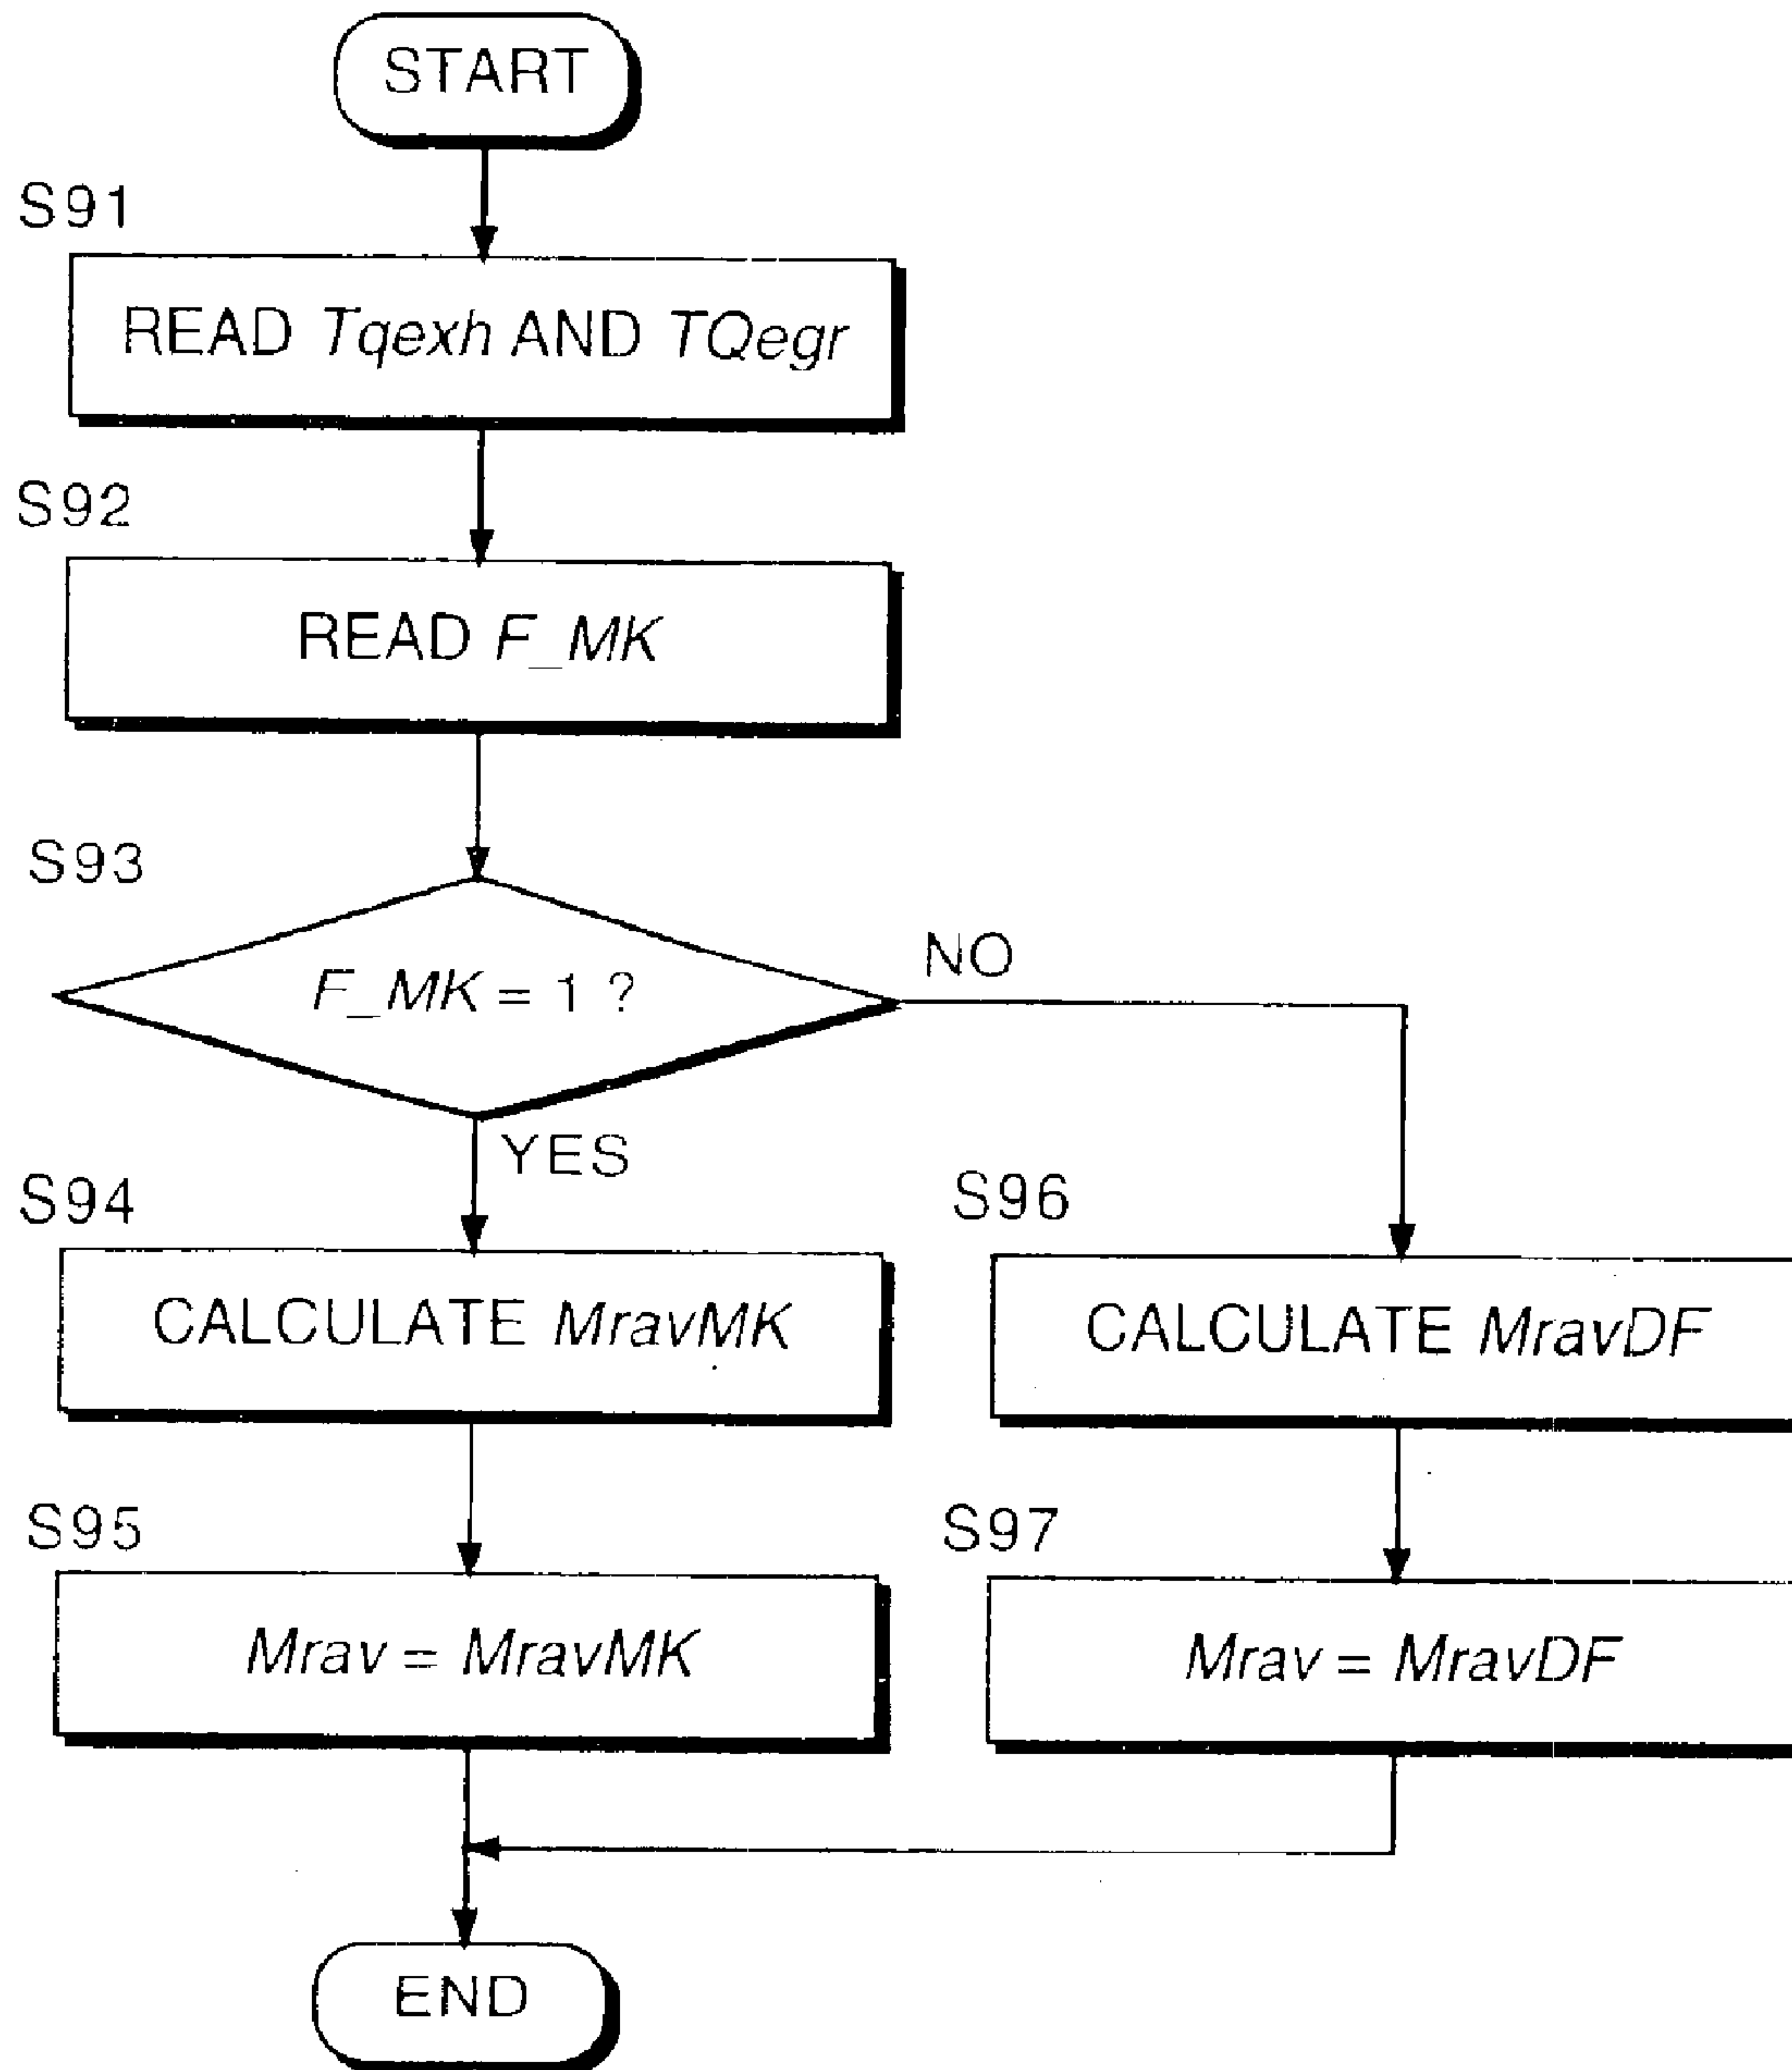 START
S91
READ Tqexh AND TQegr
S92
READ F_MK
S93
F_MK = 1 ?
NO
YES
S94
CALCULATE MravMK
S96
CALCULATE MravDF
S95
Mrav = MravMK
S97
Mrav = MravDF
END